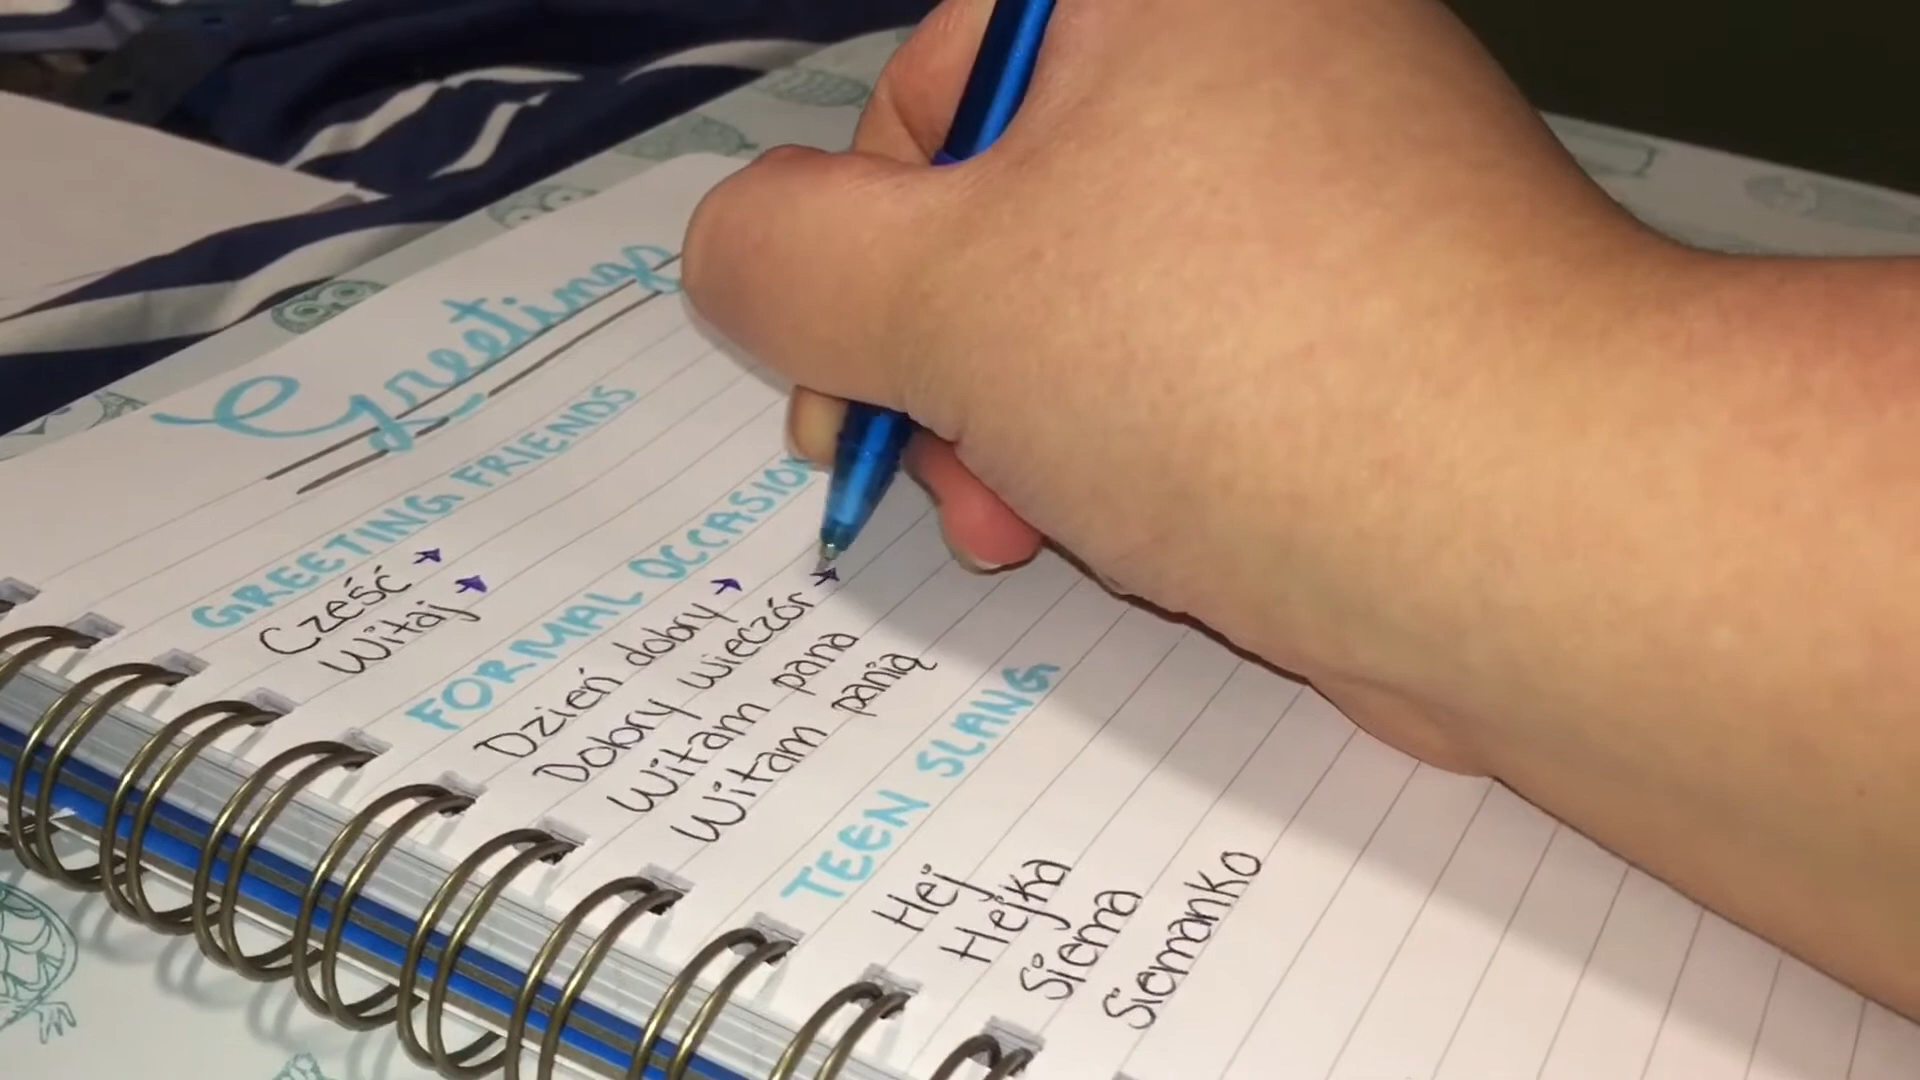 Greetings
GREETING FRIENDS
Cześć →
Witaj →
FORMAL OCCASION
Dzień dobry →
Dobry wieczór →
Witam pana
Witam panią
TEEN SLANG
Hej
Hejka
Siema
Siemanko